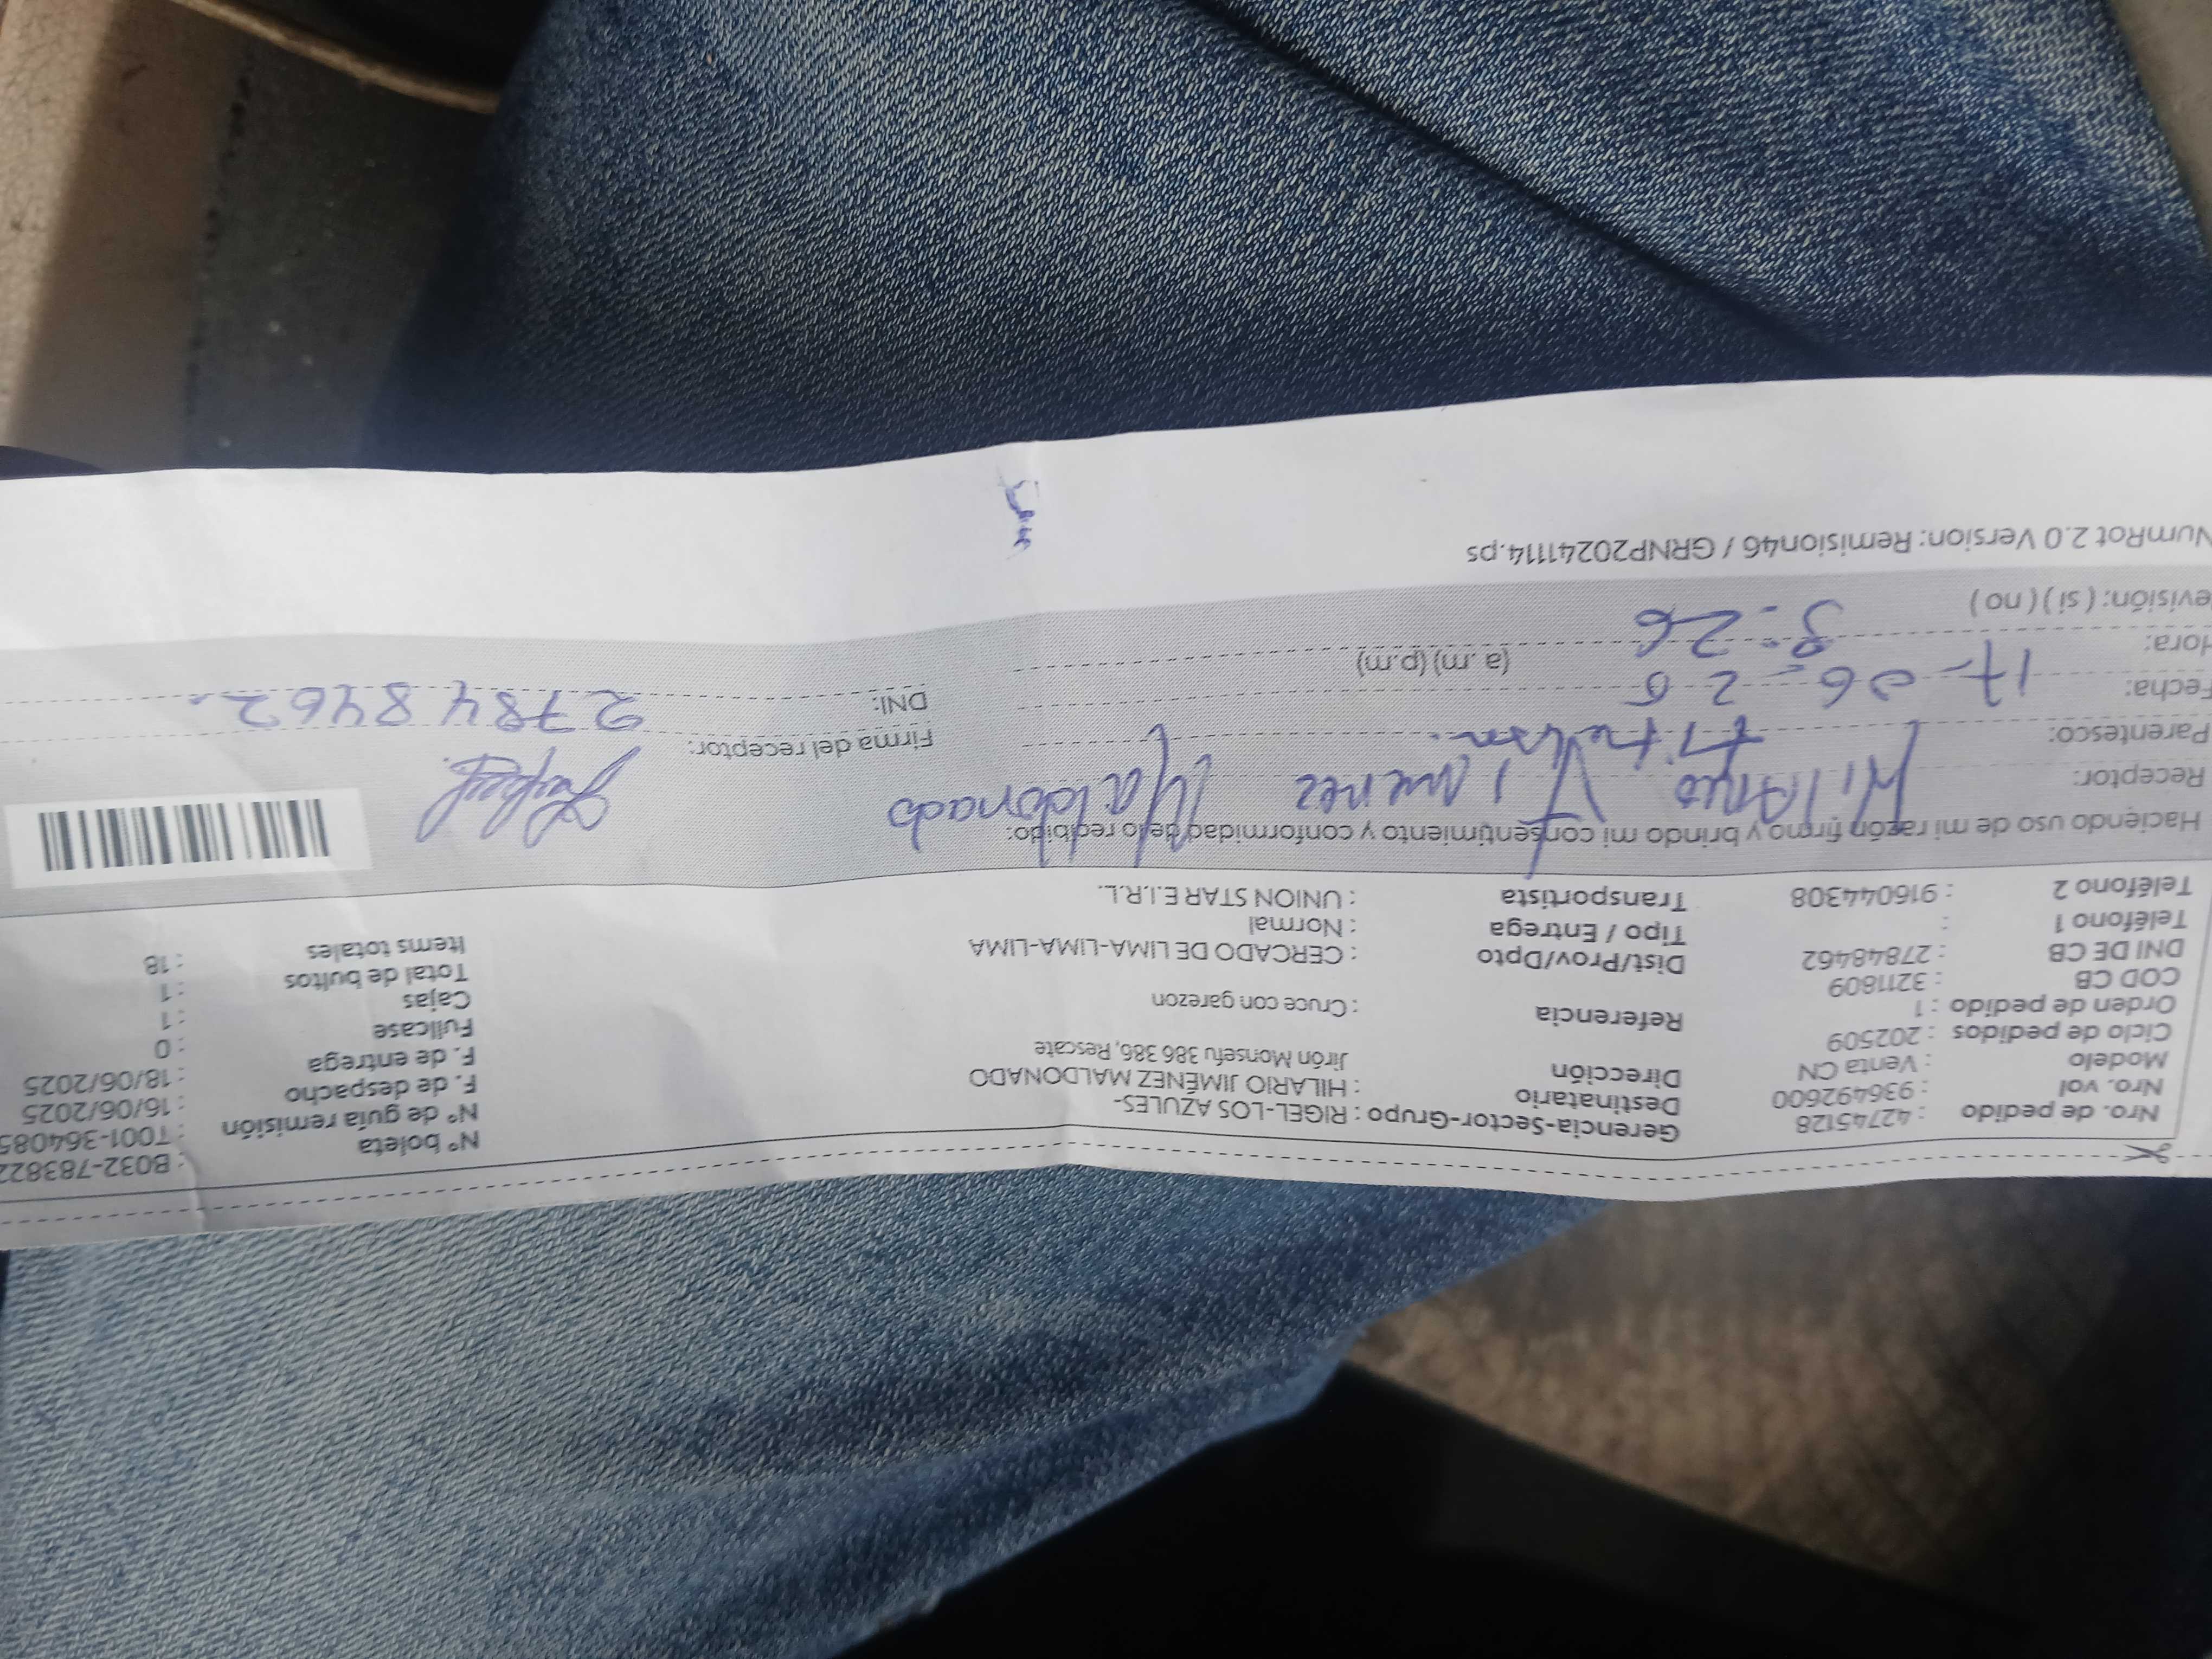 Nro. de pedido : 42745128
Nro. vol : 936492600
Modelo : Venta CN
Ciclo de pedidos : 202509
Orden de pedido : 1
COD CB : 3211809
DNI DE CB : 27848462
Teléfono 1 :
Teléfono 2 : 916044308
Gerencia-Sector-Grupo : RIGEL-LOS AZULES-
Destinatario : HILARIO JIMÉNEZ MALDONADO
Dirección Jirón Monsefu 386 386, Rescate
Referencia : Cruce con garezon
Dist/Prov/Dpto : CERCADO DE LIMA-LIMA-LIMA
Tipo / Entrega : Normal
Transportista : UNION STAR E.I.R.L.
N° boleta : B032-783822
N° de guía remisión : T001-364085
F. de despacho : 16/06/2025
F. de entrega : 18/06/2025
Fullcase : 0
Cajas : 1
Total de bultos : 1
Items totales : 18
Haciendo uso de mi razón firmo y brindo mi consentimiento y conformidad de lo recibido:
Receptor: Hilario Jimenez Maldonado
Parentesco:
Fecha: 17-06-25
Hora: 9:26 (a.m) (p.m)
evisión: ( si ) ( no )
Firma del receptor:
DNI: 27848462.
NumRot 2.0 Version: Remision46 / GRNP20241114.ps